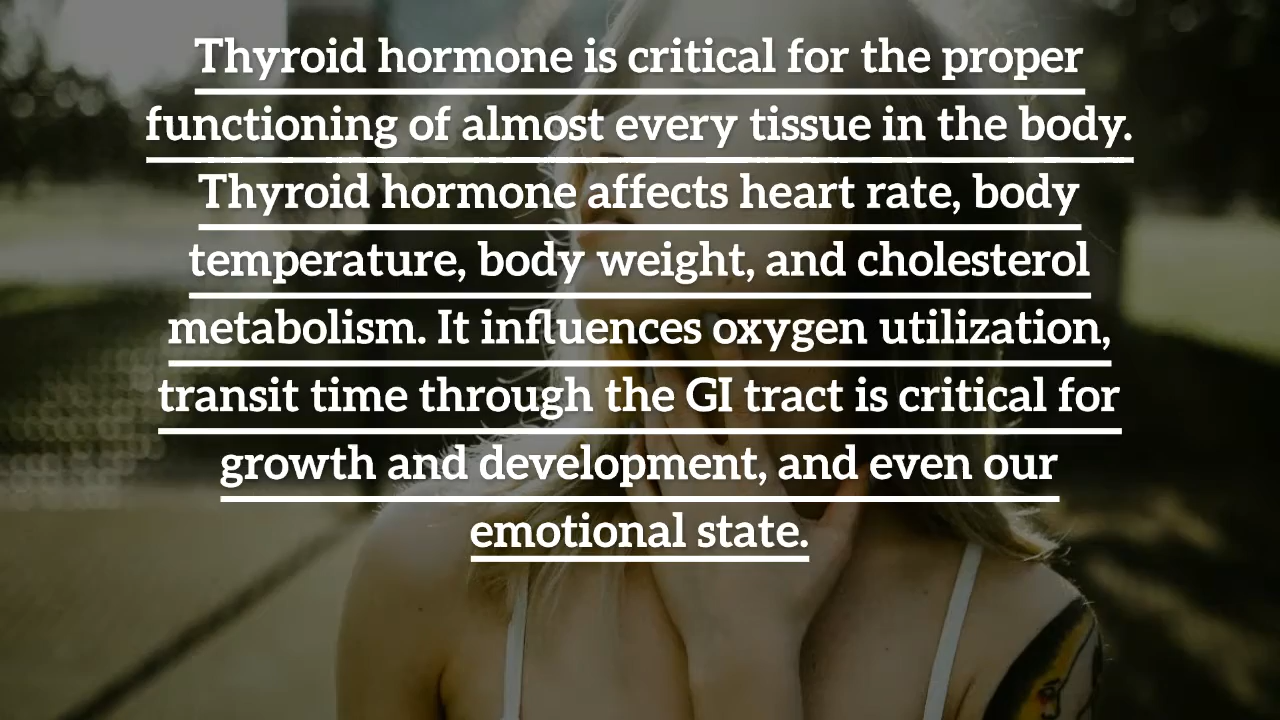 Thyroid hormone is critical for the proper
functioning of almost every tissue in the body.
Thyroid hormone affects heart rate, body
temperature, body weight, and cholesterol
metabolism. It influences oxygen utilization,
transit time through the GI tract is critical for
growth and development, and even our
emotional state.